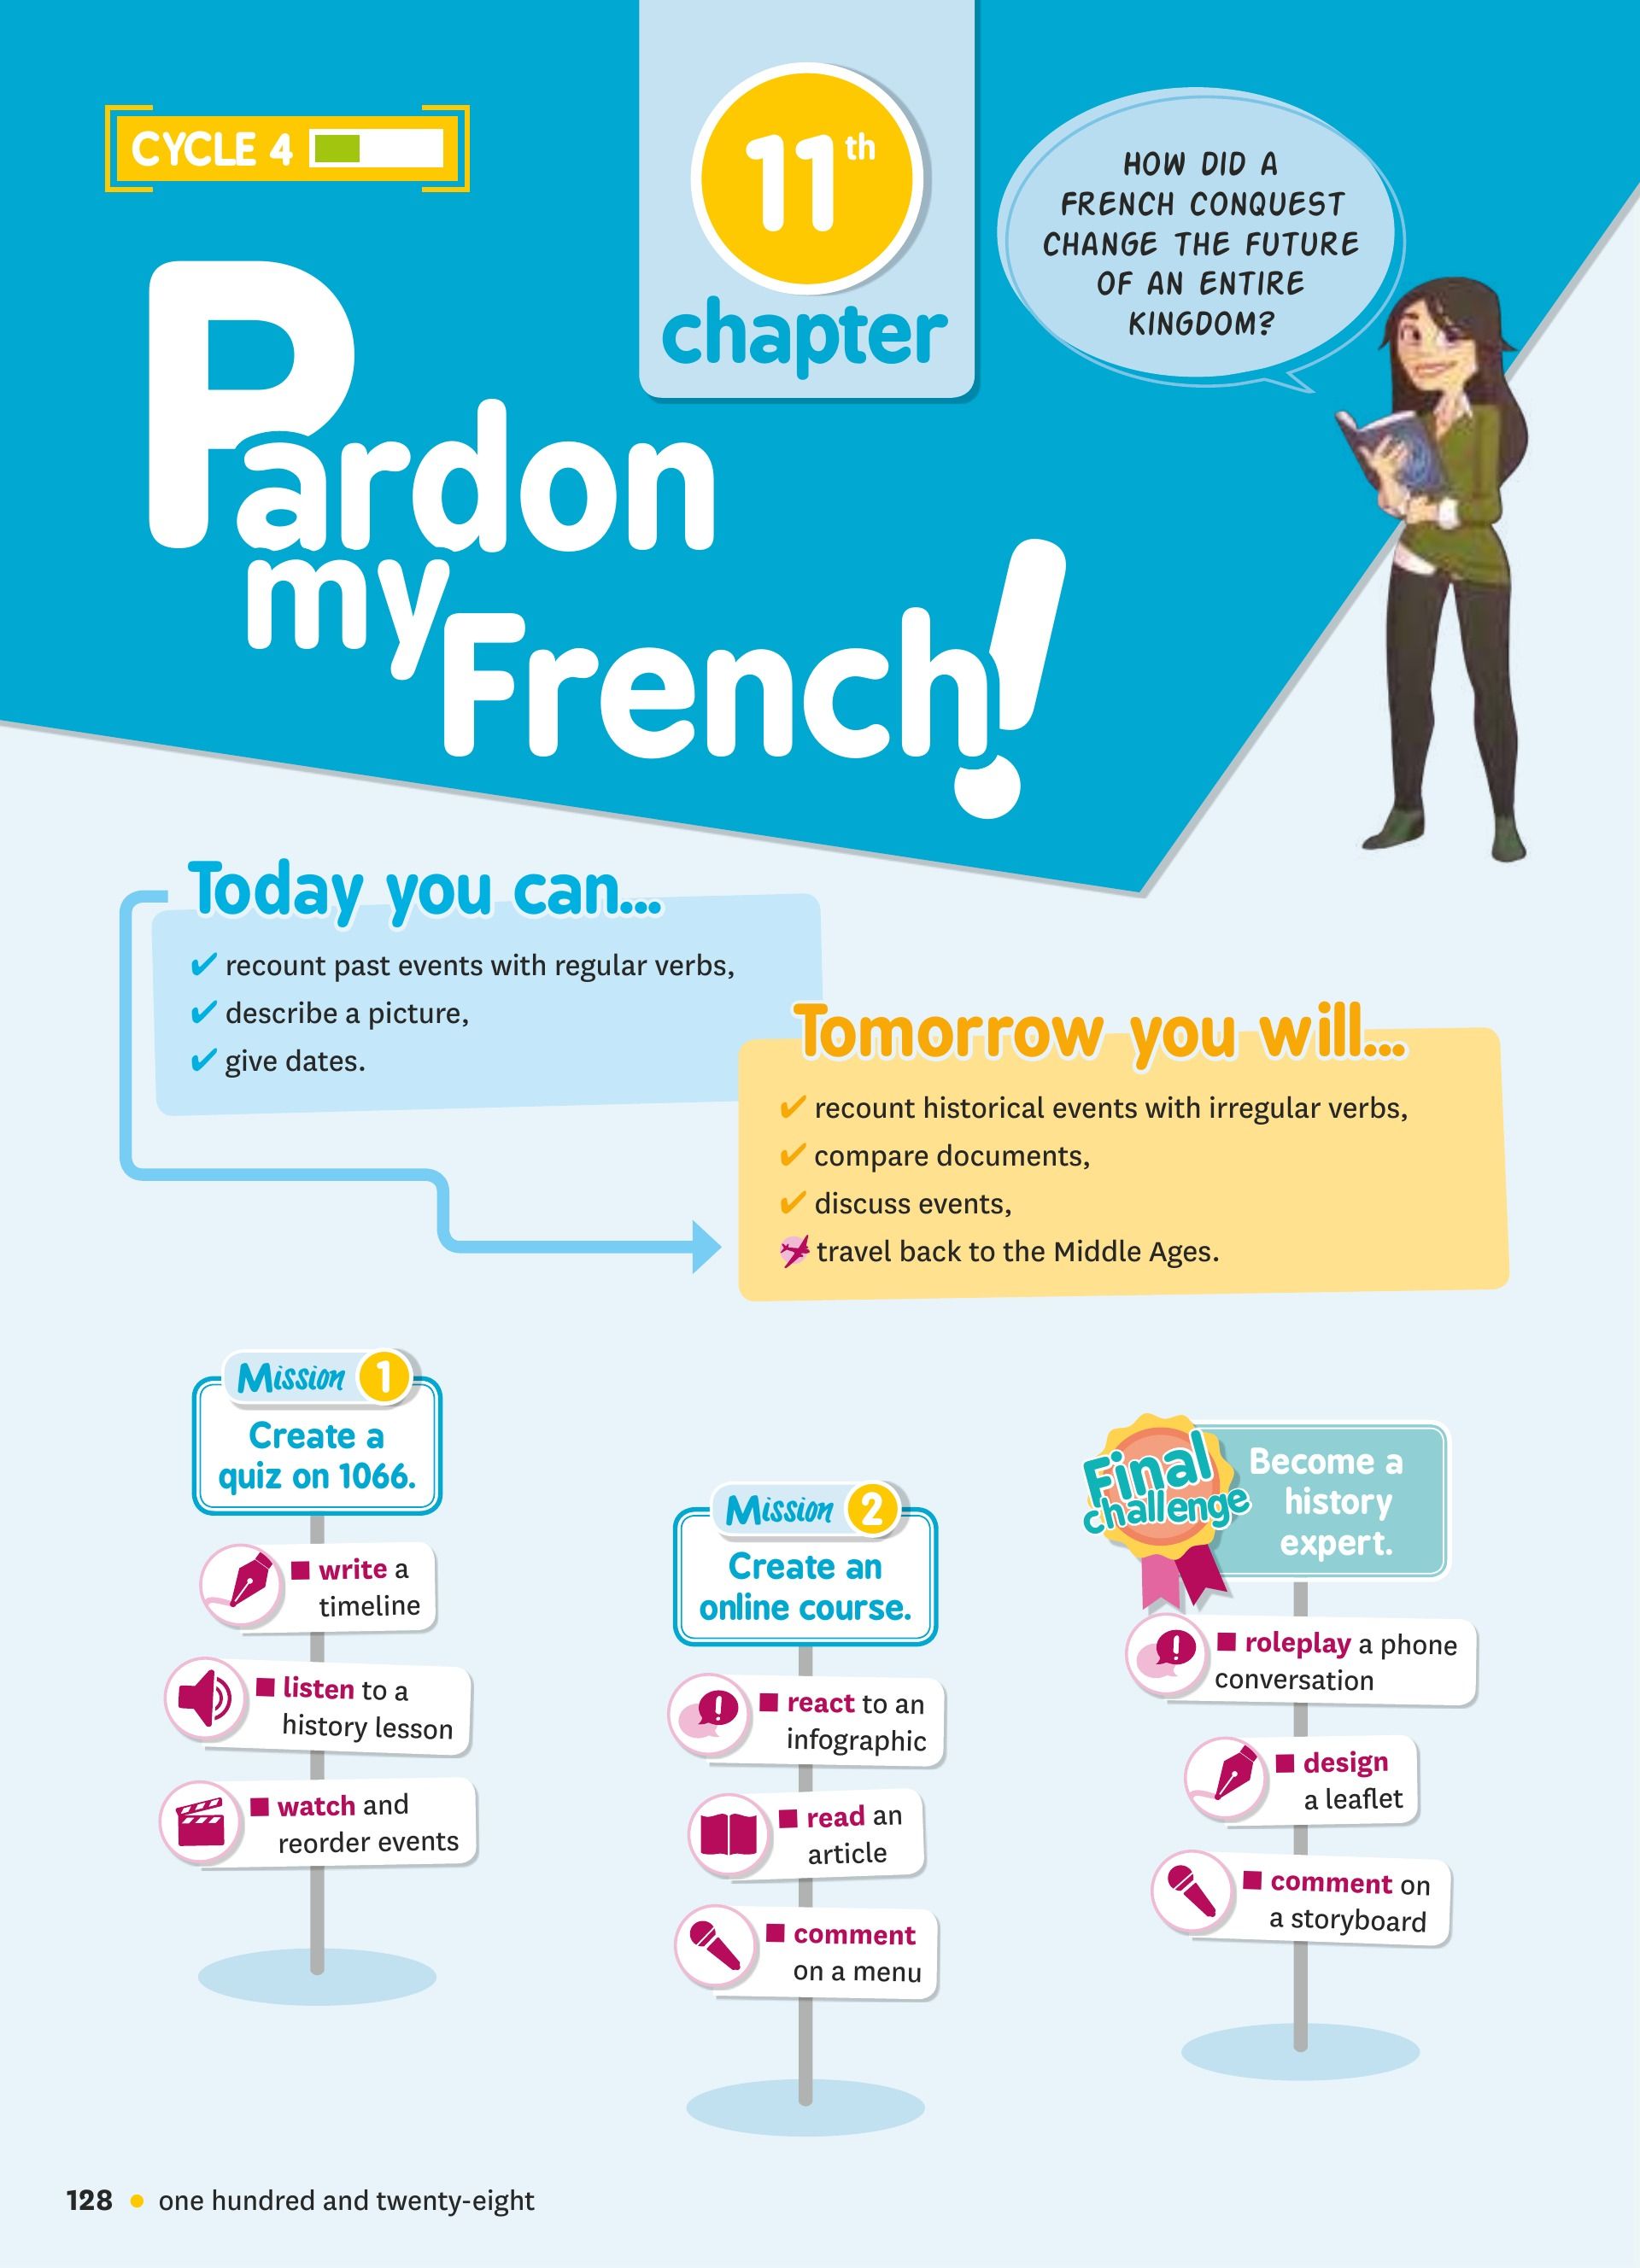 CYCLE 4
11th
chapter
HOW DID A
FRENCH CONQUEST
CHANGE THE FUTURE
OF AN ENTIRE
KINGDOM?
Pardon
my
French!
Today you can...
✔ recount past events with regular verbs,
✔ describe a picture,
✔ give dates.
Tomorrow you will...
✔ recount historical events with irregular verbs,
✔ compare documents,
✔ discuss events,
travel back to the Middle Ages.
Mission 1
Create a
quiz on 1066.
■ write a
timeline
■ listen to a
history lesson
■ watch and
reorder events
Mission 2
Create an
online course.
■ react to an
infographic
■ read an
article
■ comment
on a menu
Final
challenge
Become a
history
expert.
■ roleplay a phone
conversation
■ design
a leaflet
■ comment on
a storyboard
128 • one hundred and twenty-eight